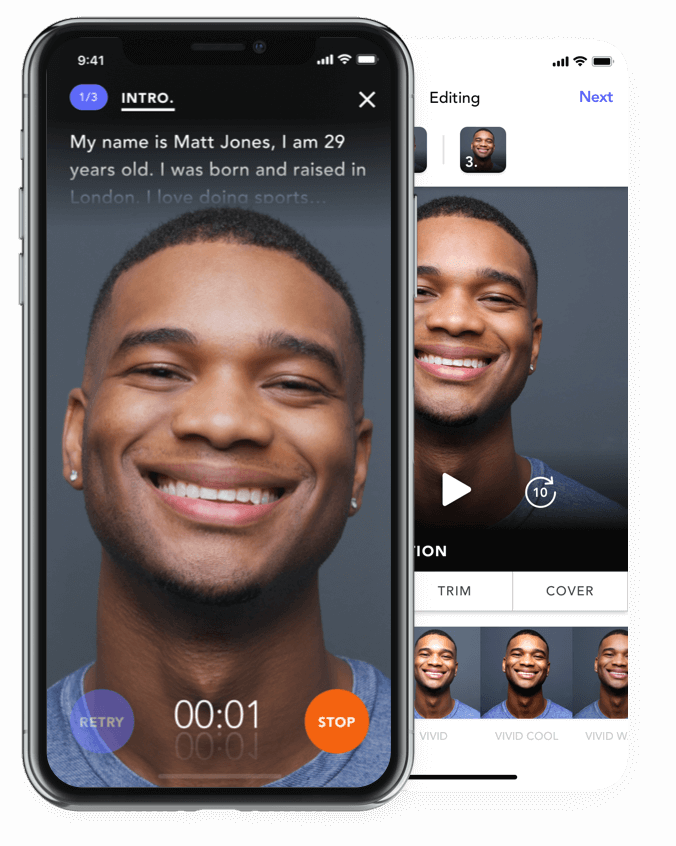 9:41
1/3
INTRO.
My name is Matt Jones, I am 29
years old. I was born and raised in
London. I love doing sports...
RETRY
00:01
STOP
Editing
Next
3.
10
TION
TRIM
COVER
VIVID
VIVID COOL
VIVID W